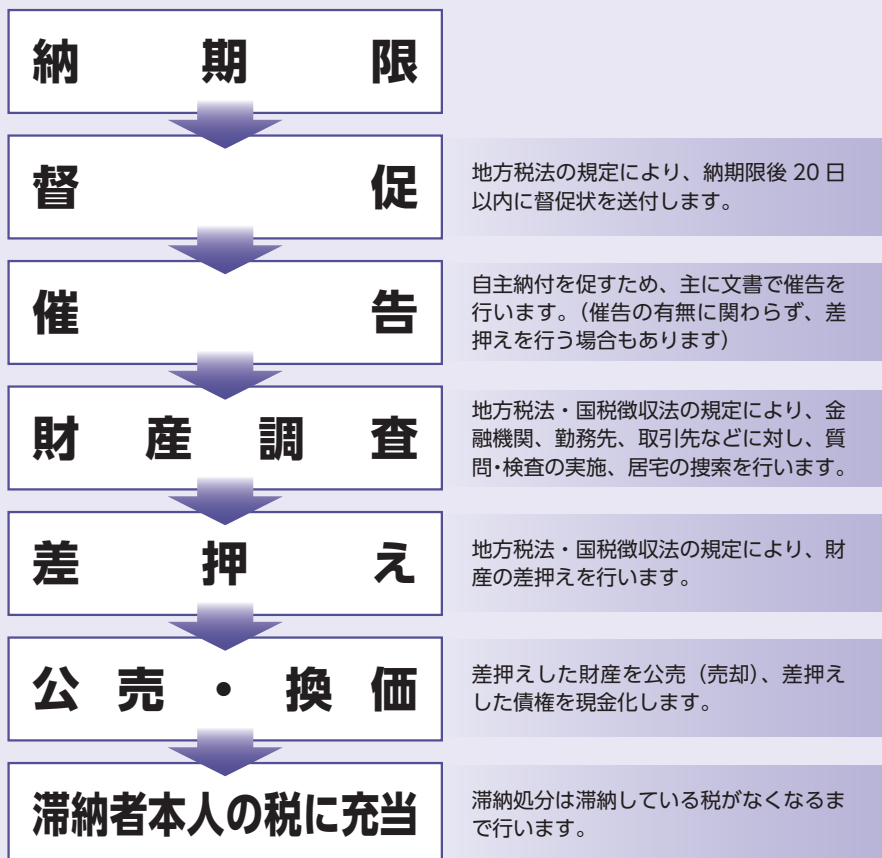 納期限
督促
地方税法の規定により、納期限後 20 日
以内に督促状を送付します。
催告
自主納付を促すため、主に文書で催告を
行います。（催告の有無に関わらず、差
押えを行う場合もあります）
財産調査
地方税法・国税徴収法の規定により、金
融機関、勤務先、取引先などに対し、質
問・検査の実施、居宅の捜索を行います。
差押え
地方税法・国税徴収法の規定により、財
産の差押えを行います。
公売・換価
差押えした財産を公売（売却）、差押え
した債権を現金化します。
滞納者本人の税に充当
滞納処分は滞納している税がなくなるま
で行います。